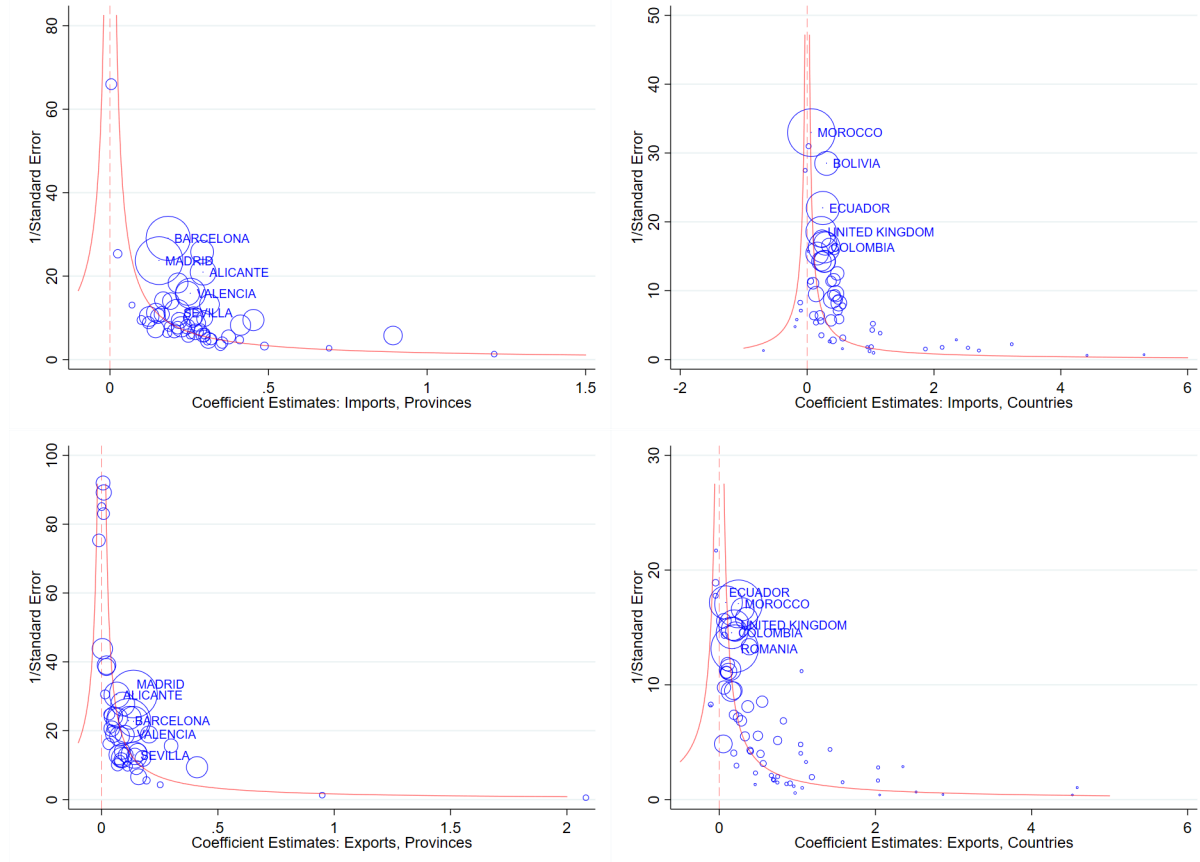 80
60
40
20
0
1/Standard Error
BARCELONA
MADRID
ALICANTE
VALENCIA
SEVILLA
0 .5 1 1.5
Coefficient Estimates: Imports, Provinces
50
40
30
20
10
0
1/Standard Error
MOROCCO
BOLIVIA
ECUADOR
UNITED KINGDOM
COLOMBIA
-2 0 2 4 6
Coefficient Estimates: Imports, Countries
100
80
60
40
20
0
1/Standard Error
MADRID
ALICANTE
BARCELONA
VALENCIA
SEVILLA
0 .5 1 1.5 2
Coefficient Estimates: Exports, Provinces
30
20
10
0
1/Standard Error
ECUADOR
MOROCCO
UNITED KINGDOM
COLOMBIA
ROMANIA
0 2 4 6
Coefficient Estimates: Exports, Countries